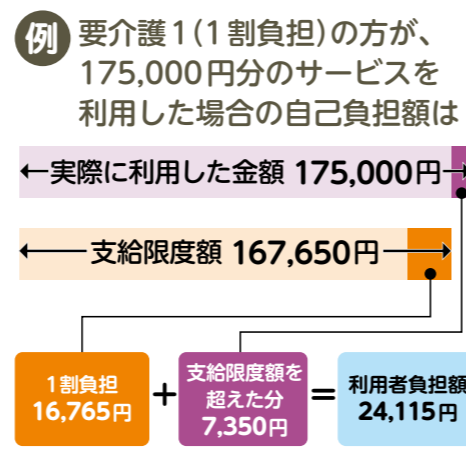 例 要介護1(1割負担)の方が、
175,000円分のサービスを
利用した場合の自己負担額は
実際に利用した金額 175,000円
支給限度額 167,650円
1割負担
16,765円
+
支給限度額を
超えた分
7,350円
=
利用者負担額
24,115円